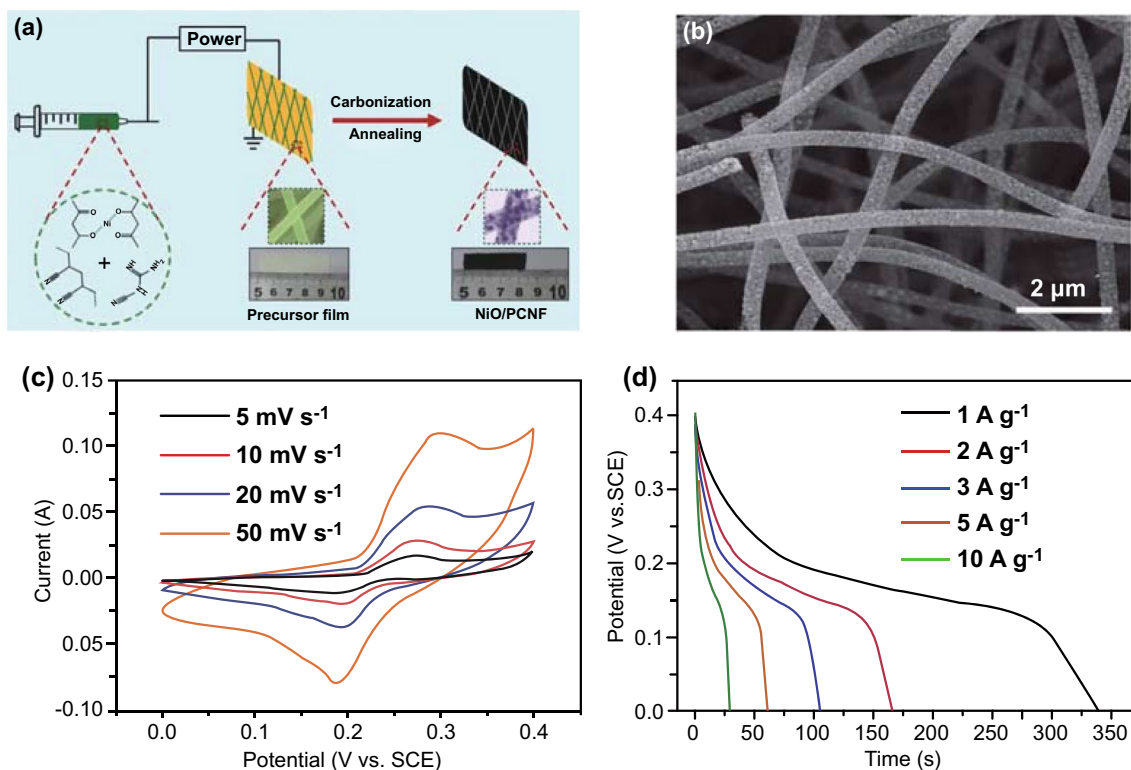 (a)
Power
Carbonization
Annealing
O
O
Ni
O
O
+
NH
NH2
N
N
N
N
H
5 6 7 8 9 10
5 6 7 8 9 10
Precursor film
NiO/PCNF
(b)
2 μm
(c)
0.15
0.10
0.05
0.00
0.05
-0.10
Current (A)
5 mV s-1
10 mV s-1
20 mV s-1
50 mV s-1
0.0 0.1 0.2 0.3 0.4
Potential (V vs. SCE)
(d)
0.4
0.3
0.2
0.1
0.0
Potential (V vs.SCE)
1 A g-1
2 A g-1
3 A g-1
5 A g-1
10 A g-1
0 50 100 150 200 250 300 350
Time (s)